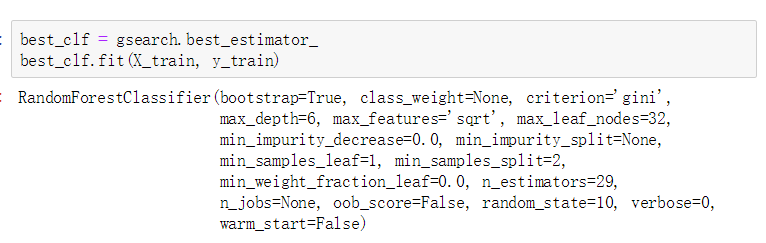 best_clf = gsearch.best_estimator_
best_clf.fit(X_train, y_train)
RandomForestClassifier(bootstrap=True, class_weight=None, criterion='gini',
max_depth=6, max_features='sqrt', max_leaf_nodes=32,
min_impurity_decrease=0.0, min_impurity_split=None,
min_samples_leaf=1, min_samples_split=2,
min_weight_fraction_leaf=0.0, n_estimators=29,
n_jobs=None, oob_score=False, random_state=10, verbose=0,
warm_start=False)